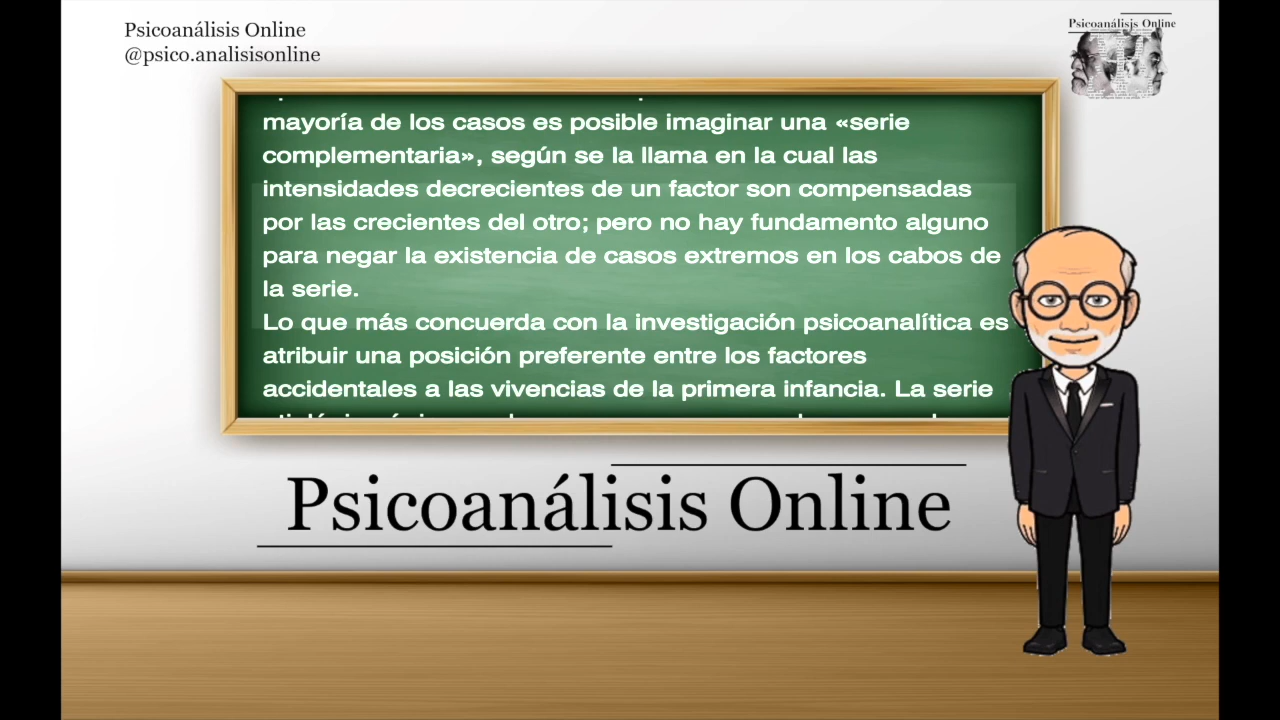 Psicoanálisis Online
@psico.analisisonline
Psicoanálisis Online
mayoría de los casos es posible imaginar una «serie
complementaria», según se la llama en la cual las
intensidades decrecientes de un factor son compensadas
por las crecientes del otro; pero no hay fundamento alguno
para negar la existencia de casos extremos en los cabos de
la serie.
Lo que más concuerda con la investigación psicoanalítica es
atribuir una posición preferente entre los factores
accidentales a las vivencias de la primera infancia. La serie
Psicoanálisis Online